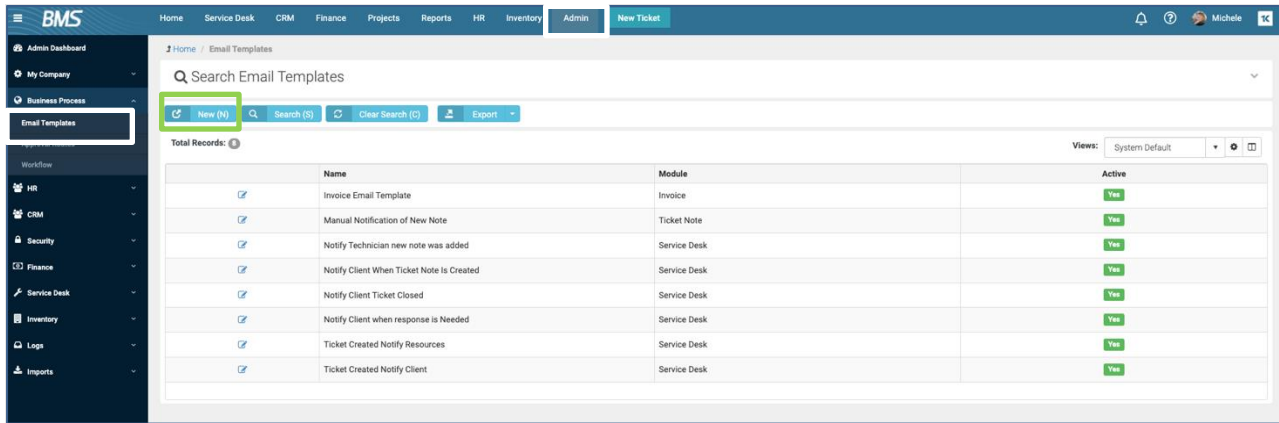 BMS
Home Service Desk CRM Finance Projects Reports HR Inventory Admin New Ticket Michele
Admin Dashboard
My Company
Business Process
Email Templates
Workflow
HR
CRM
Security
Finance
Service Desk
Inventory
Logs
Imports
Home / Email Templates
Search Email Templates
New (N) Search (S) Clear Search (C) Export
Total Records: 8 Views: System Default
Name Module Active
Invoice Email Template Invoice Yes
Manual Notification of New Note Ticket Note Yes
Notify Technician new note was added Service Desk Yes
Notify Client When Ticket Note Is Created Service Desk Yes
Notify Client Ticket Closed Service Desk Yes
Notify Client when response is Needed Service Desk Yes
Ticket Created Notify Resources Service Desk Yes
Ticket Created Notify Client Service Desk Yes